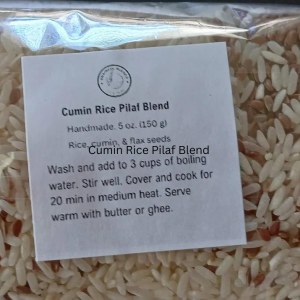 Cumin Rice Pilaf Blend
Handmade. 5 oz. (150 g)
Rice, cumin, & flax seeds
Cumin Rice Pilaf Blend
Wash and add to 3 cups of boiling
water. Stir well. Cover and cook for
20 min in medium heat. Serve
warm with butter or ghee.